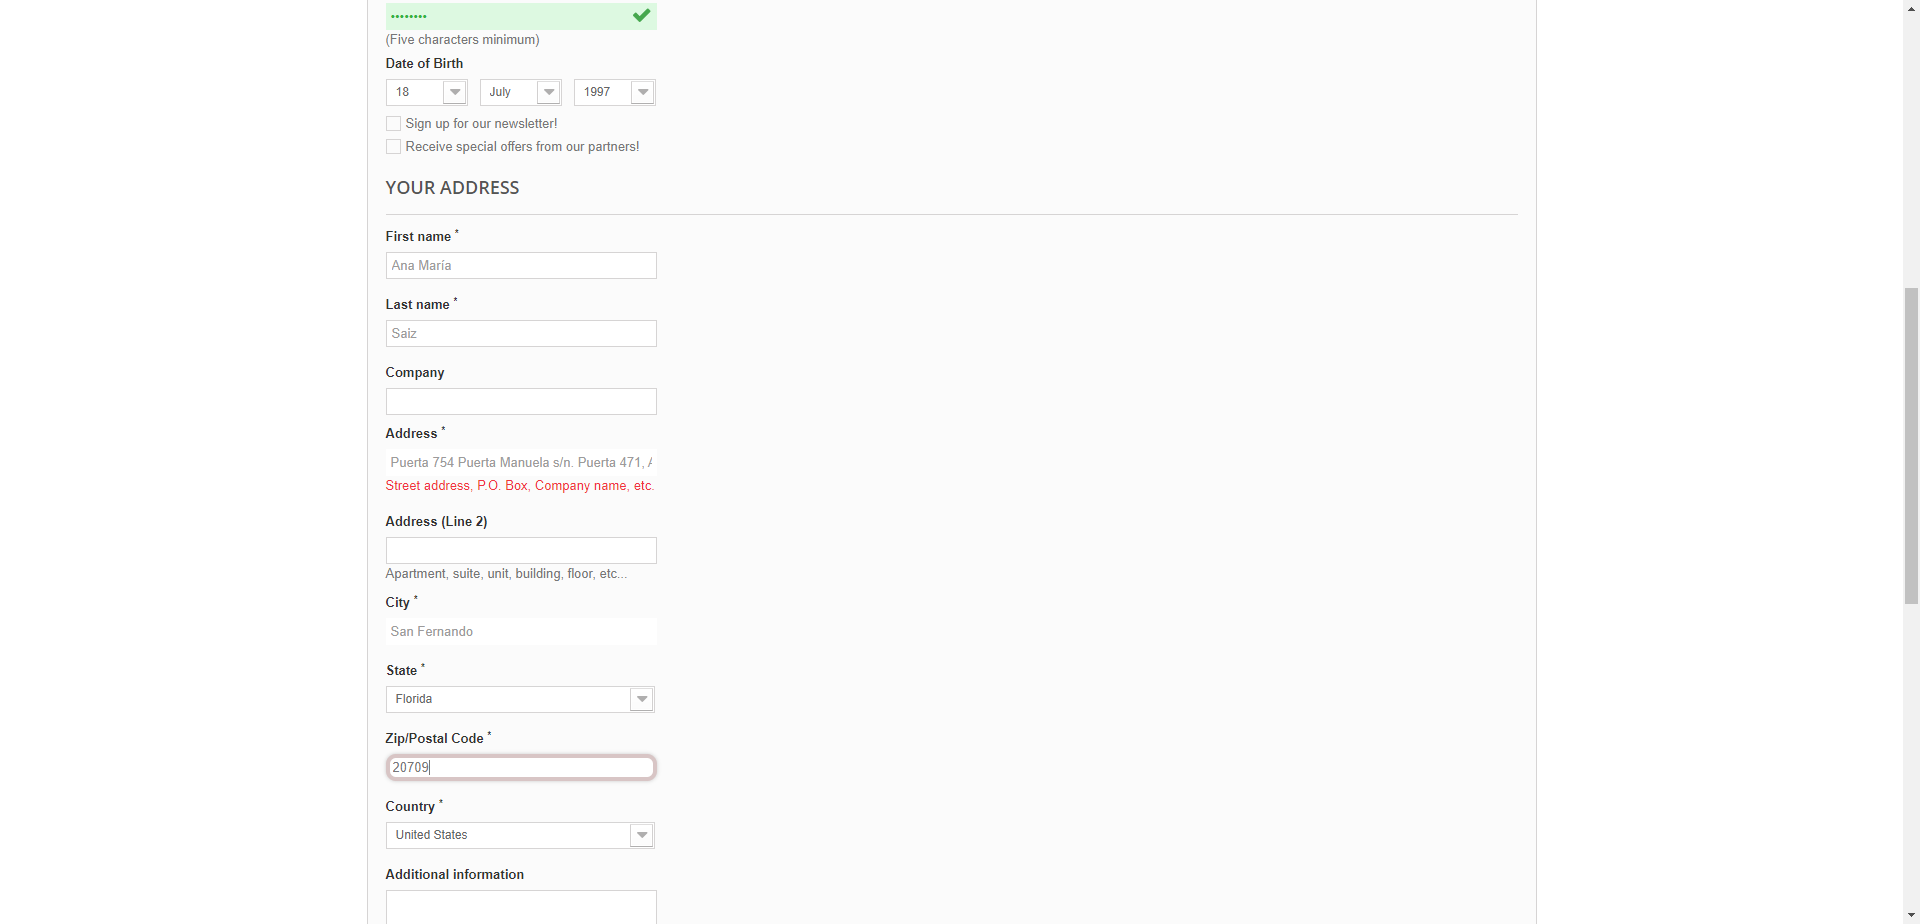 ••••••••
(Five characters minimum)
Date of Birth
18 July 1997
Sign up for our newsletter!
Receive special offers from our partners!
YOUR ADDRESS
First name *
Ana María
Last name *
Saiz
Company
Address *
Puerta 754 Puerta Manuela s/n. Puerta 471, A
Street address, P.O. Box, Company name, etc.
Address (Line 2)
Apartment, suite, unit, building, floor, etc...
City *
San Fernando
State *
Florida
Zip/Postal Code *
20709
Country *
United States
Additional information